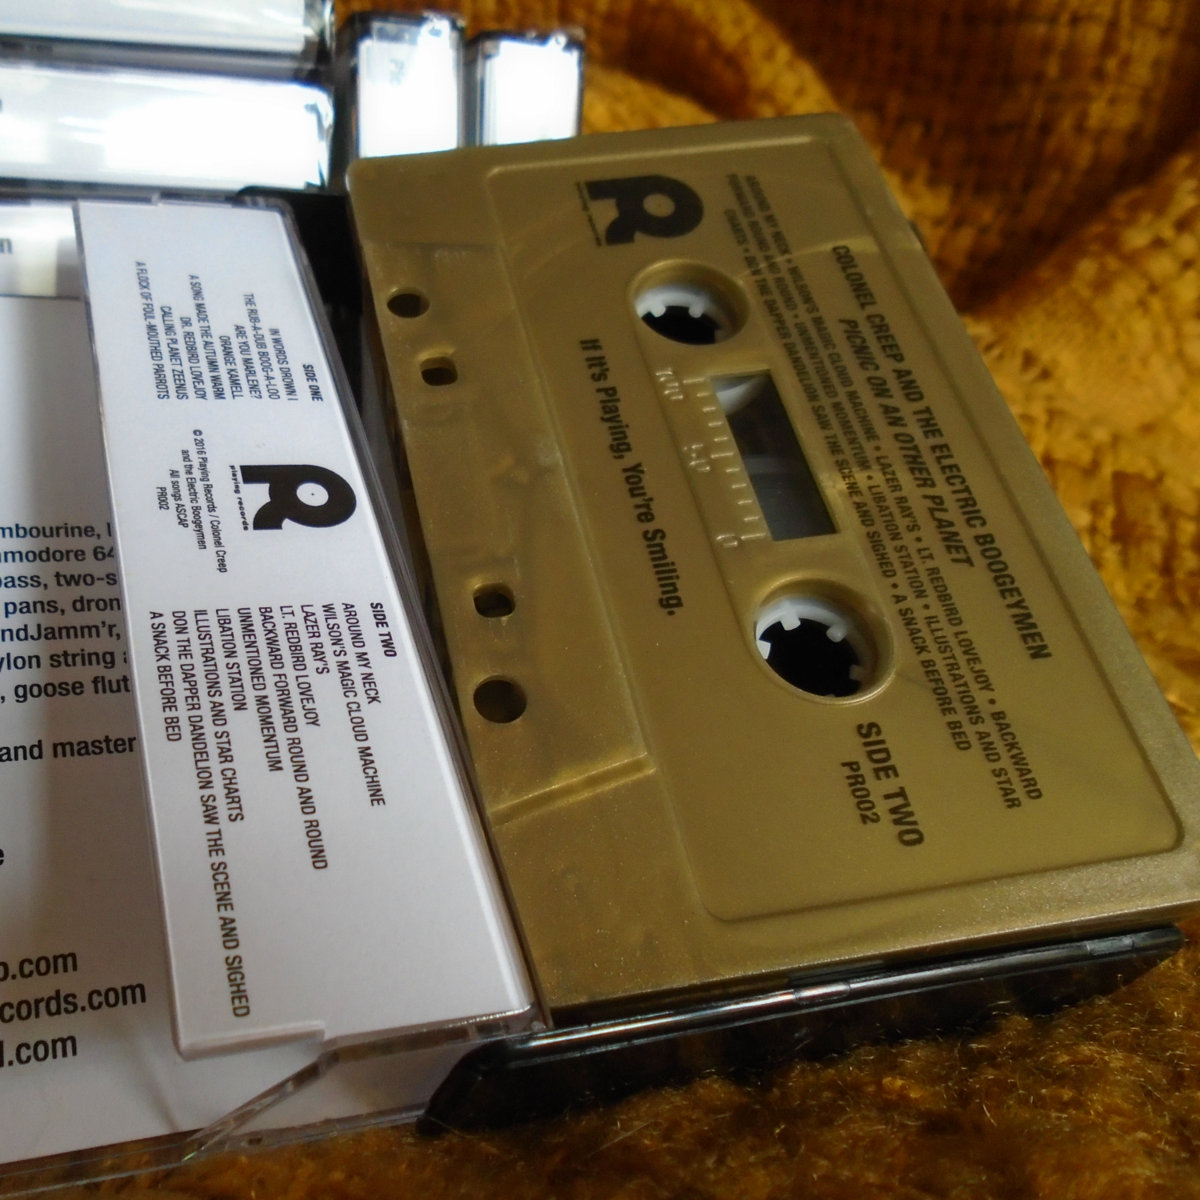 mbourine, l
mmodore 64
bass, two-s
pans, dron
ndJamm'r,
ylon string
, goose flut
and master
e
o.com
cords.com
l.com
SIDE ONE
IN WORDS DROWN I
THE RUB-A-DUB BOOG-A-LOO
ARE YOU MARLENE?
ORANGE KAMELL
A SONG MADE THE AUTUMN WARM
DR. REDBIRD LOVEJOY
CALLING PLANET ZEENUS
A FLOCK OF FOUL-MOUTHED PARROTS
R
playing records
© 2016 Playing Records / Colonel Creep
and the Electric Boogeymen
All songs ASCAP
PR002
SIDE TWO
AROUND MY NECK
WILSON'S MAGIC CLOUD MACHINE
LAZER RAY'S
LT. REDBIRD LOVEJOY
BACKWARD FORWARD ROUND AND ROUND
UNMENTIONED MOMENTUM
LIBATION STATION
ILLUSTRATIONS AND STAR CHARTS
DON THE DAPPER DANDELION SAW THE SCENE AND SIGHED
A SNACK BEFORE BED
R
COLONEL CREEP AND THE ELECTRIC BOOGEYMEN
PICNIC ON AN OTHER PLANET
AROUND MY NECK • WILSON'S MAGIC CLOUD MACHINE • LAZER RAY'S • LT. REDBIRD LOVEJOY • BACKWARD
FORWARD ROUND AND ROUND • UNMENTIONED MOMENTUM • LIBATION STATION • ILLUSTRATIONS AND STAR
CHARTS • DON THE DAPPER DANDELION SAW THE SCENE AND SIGHED • A SNACK BEFORE BED
100 50 0
SIDE TWO
PR002
If It's Playing, You're Smiling.